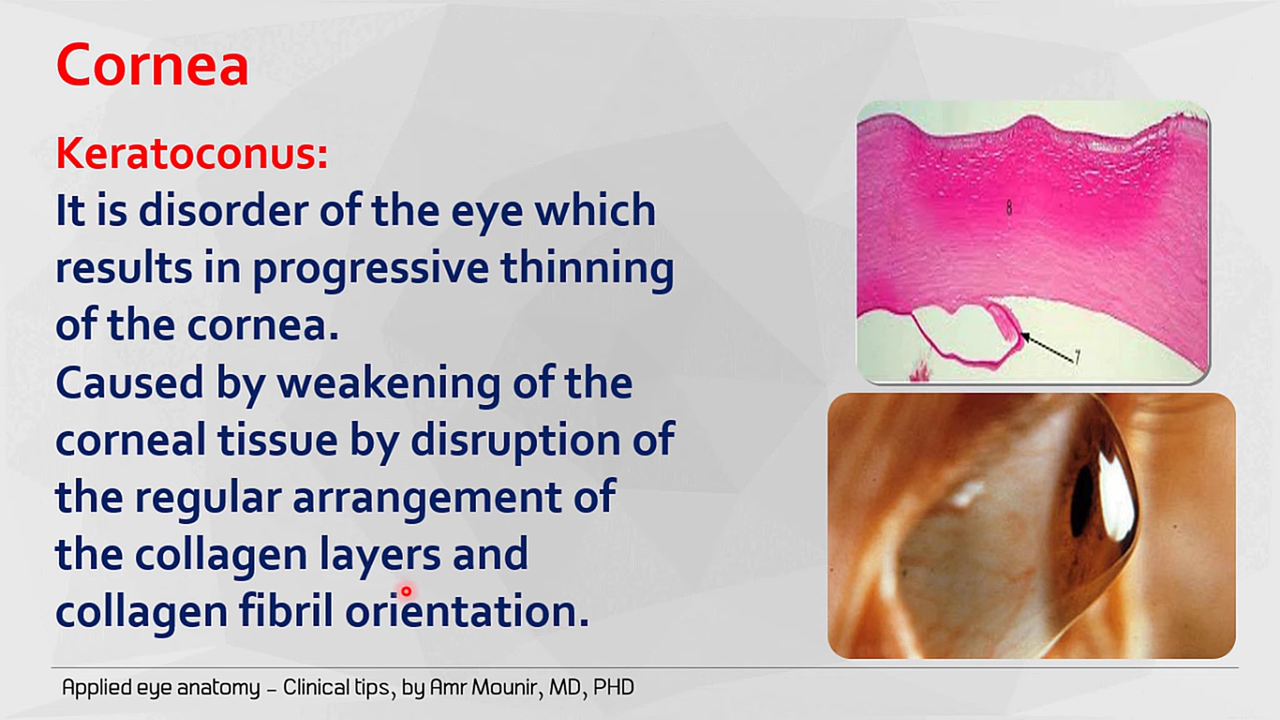 Cornea
Keratoconus:
It is disorder of the eye which
results in progressive thinning
of the cornea.
Caused by weakening of the
corneal tissue by disruption of
the regular arrangement of
the collagen layers and
collagen fibril orientation.
8
7
Applied eye anatomy – Clinical tips, by Amr Mounir, MD, PHD